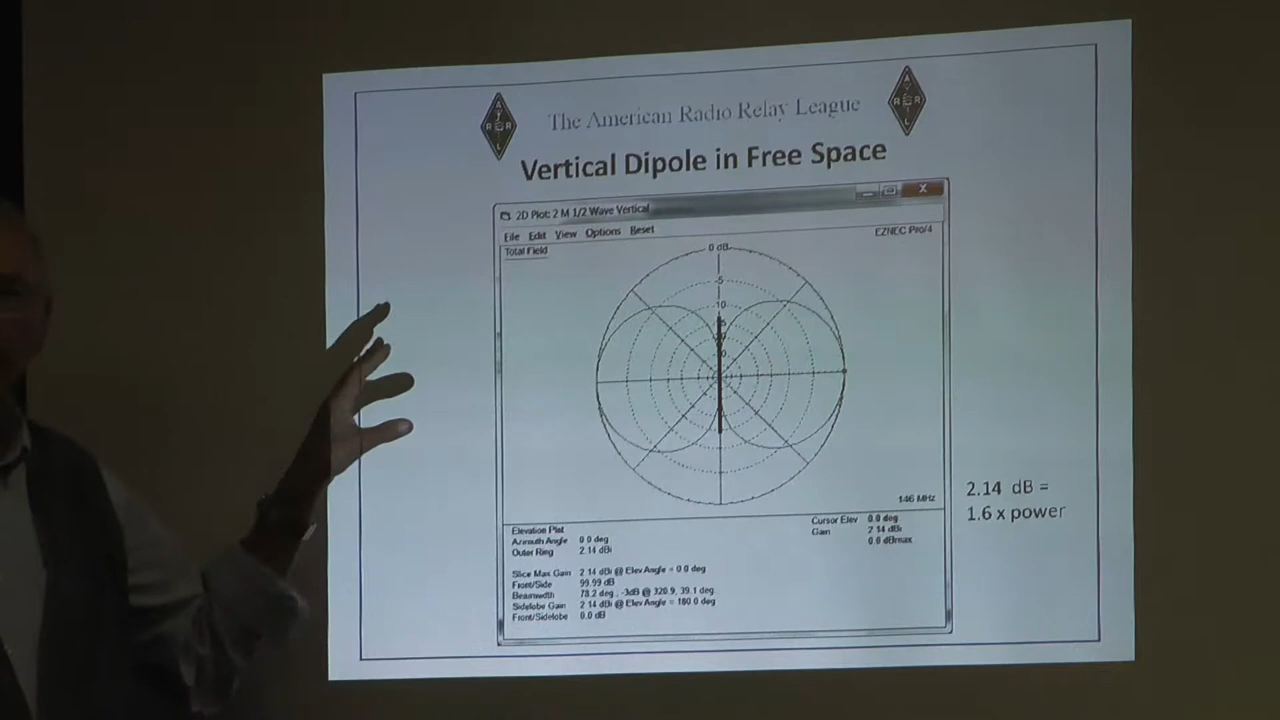 The American Radio Relay League
Vertical Dipole in Free Space
2D Plot: 2 M 1/2 Wave Vertical
File Edit View Options Reset
Total Field
EZNEC Pro/4
0 dB
-5
-10
146 MHz
2.14 dB =
1.6 x power
Elevation Plot
Azimuth Angle 0.0 deg
Outer Ring 2.14 dBi
Cursor Elev 0.0 deg
Gain 2.14 dBi
0.0 dBmax
Slice Max Gain 2.14 dBi @ Elev Angle = 0.0 deg
Front/Side 99.99 dB
Beamwidth 78.2 deg., -3dB @ 320.9, 39.1 deg.
Sidelobe Gain 2.14 dBi @ Elev Angle = 180.0 deg
Front/Sidelobe 0.0 dB